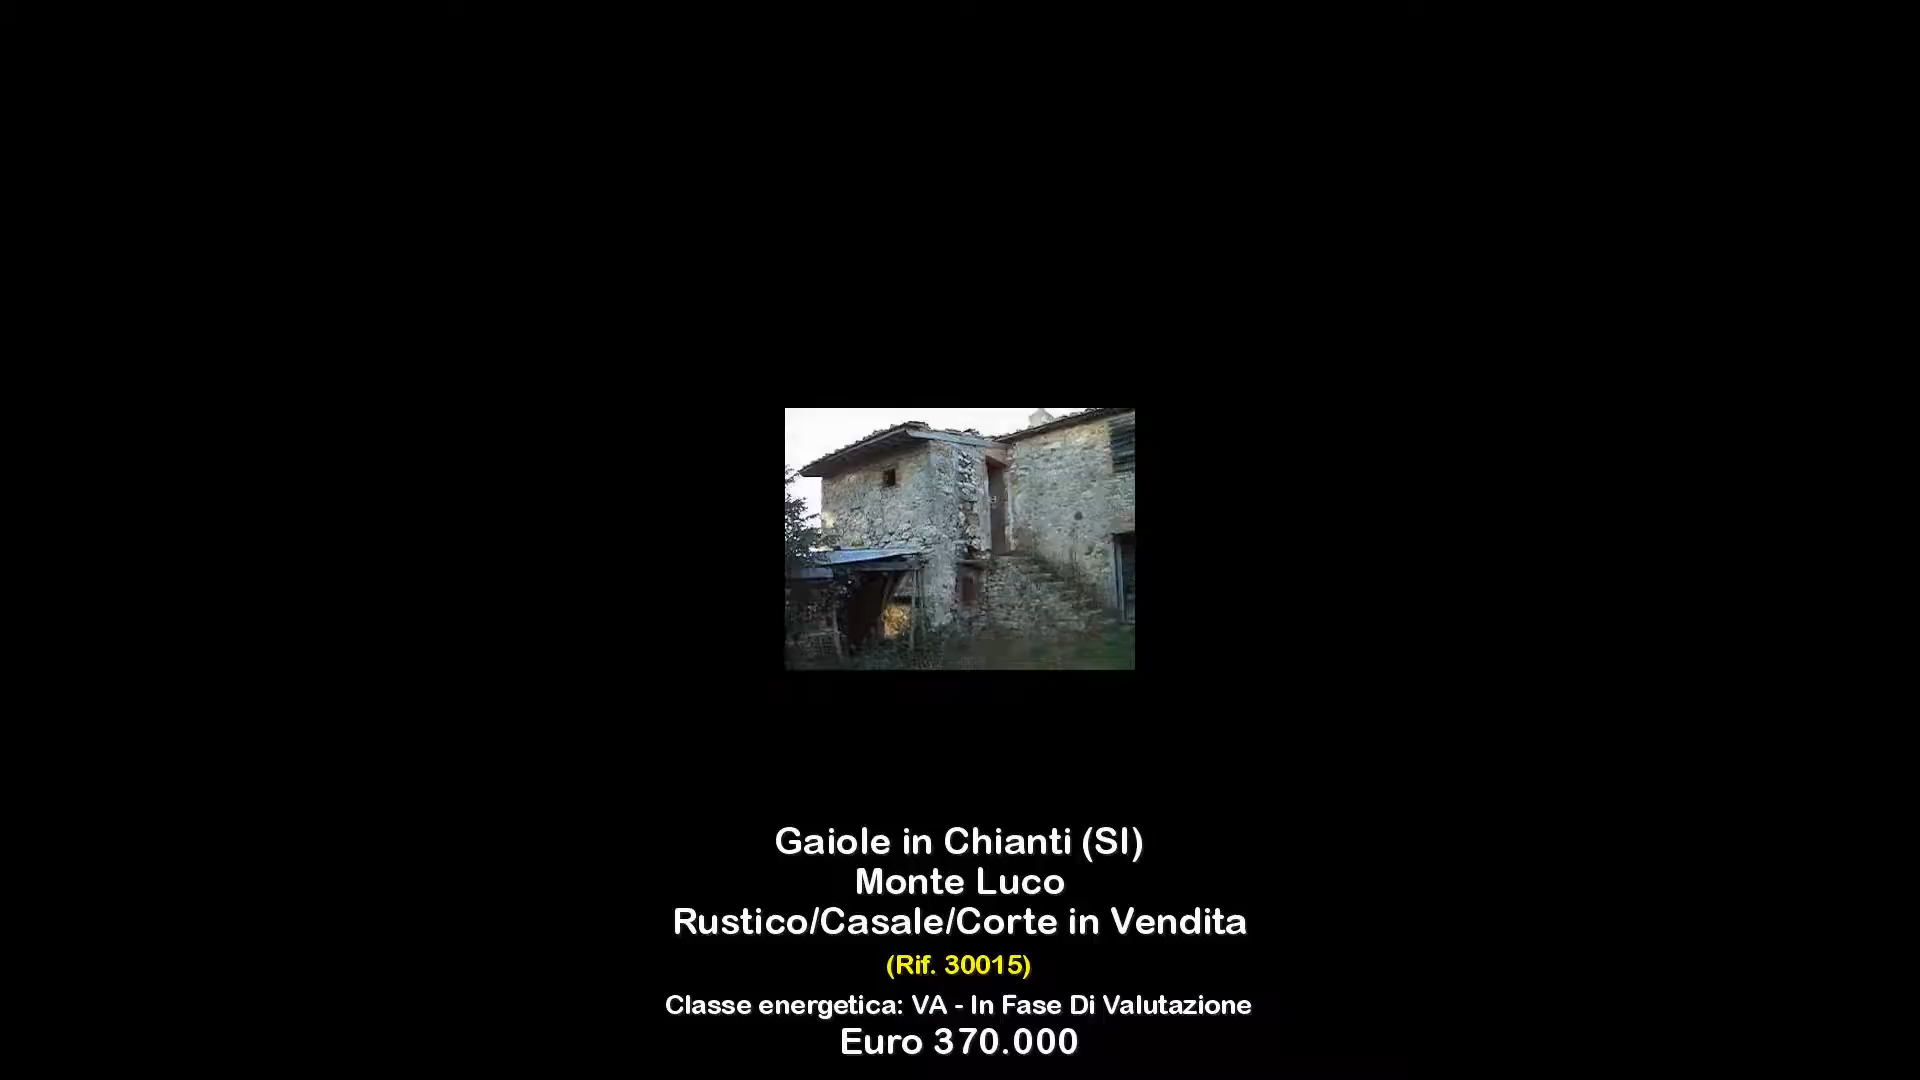 Gaiole in Chianti (SI)
Monte Luco
Rustico/Casale/Corte in Vendita
(Rif. 30015)
Classe energetica: VA - In Fase Di Valutazione
Euro 370.000